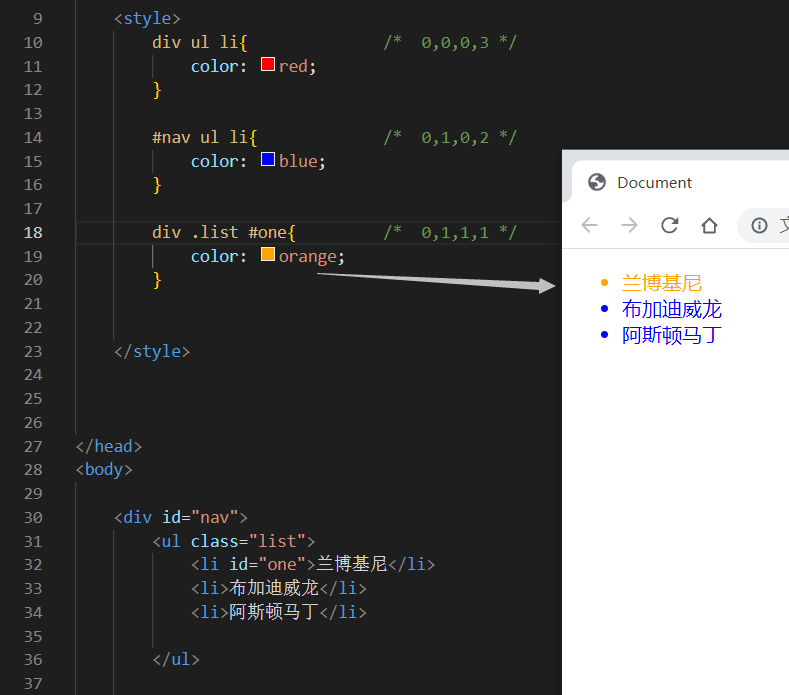 9 <style>
10 div ul li{ /* 0,0,0,3 */
11 color: red;
12 }
13
14 #nav ul li{ /* 0,1,0,2 */
15 color: blue;
16 }
17
18 div .list #one{ /* 0,1,1,1 */
19 color: orange;
20 }
21
22
23 </style>
24
25
26
27 </head>
28 <body>
29
30 <div id="nav">
31 <ul class="list">
32 <li id="one">兰博基尼</li>
33 <li>布加迪威龙</li>
34 <li>阿斯顿马丁</li>
35
36 </ul>
37
Document
兰博基尼
布加迪威龙
阿斯顿马丁